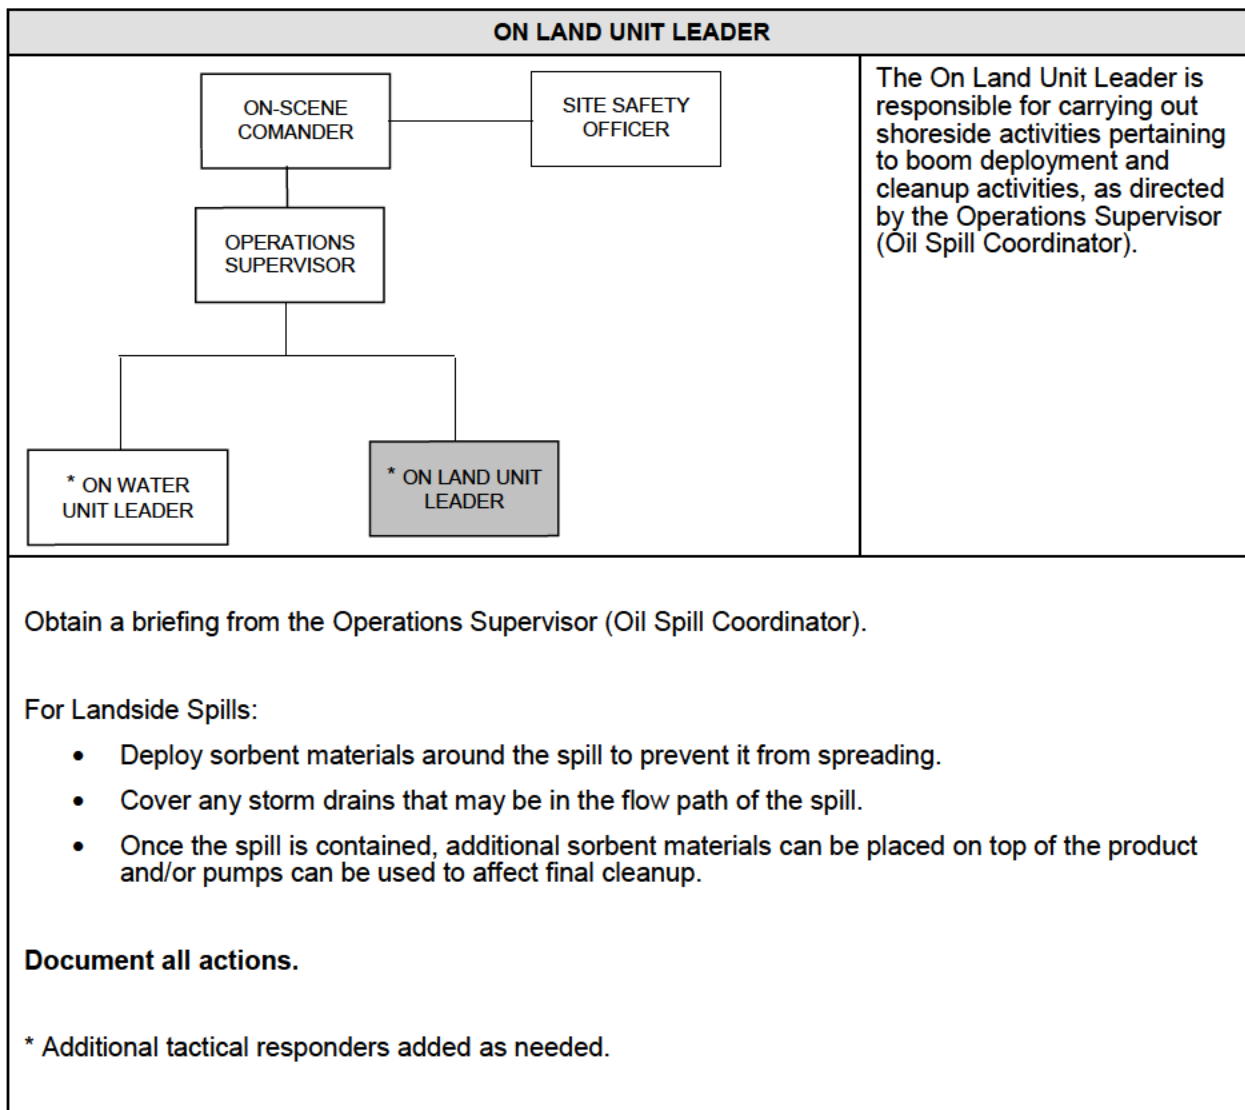 ON LAND UNIT LEADER
ON-SCENE
COMANDER
SITE SAFETY
OFFICER
OPERATIONS
SUPERVISOR
* ON WATER
UNIT LEADER
* ON LAND UNIT
LEADER
The On Land Unit Leader is
responsible for carrying out
shoreside activities pertaining
to boom deployment and
cleanup activities, as directed
by the Operations Supervisor
(Oil Spill Coordinator).
Obtain a briefing from the Operations Supervisor (Oil Spill Coordinator).
For Landside Spills:
• Deploy sorbent materials around the spill to prevent it from spreading.
• Cover any storm drains that may be in the flow path of the spill.
• Once the spill is contained, additional sorbent materials can be placed on top of the product
and/or pumps can be used to affect final cleanup.
Document all actions.
* Additional tactical responders added as needed.